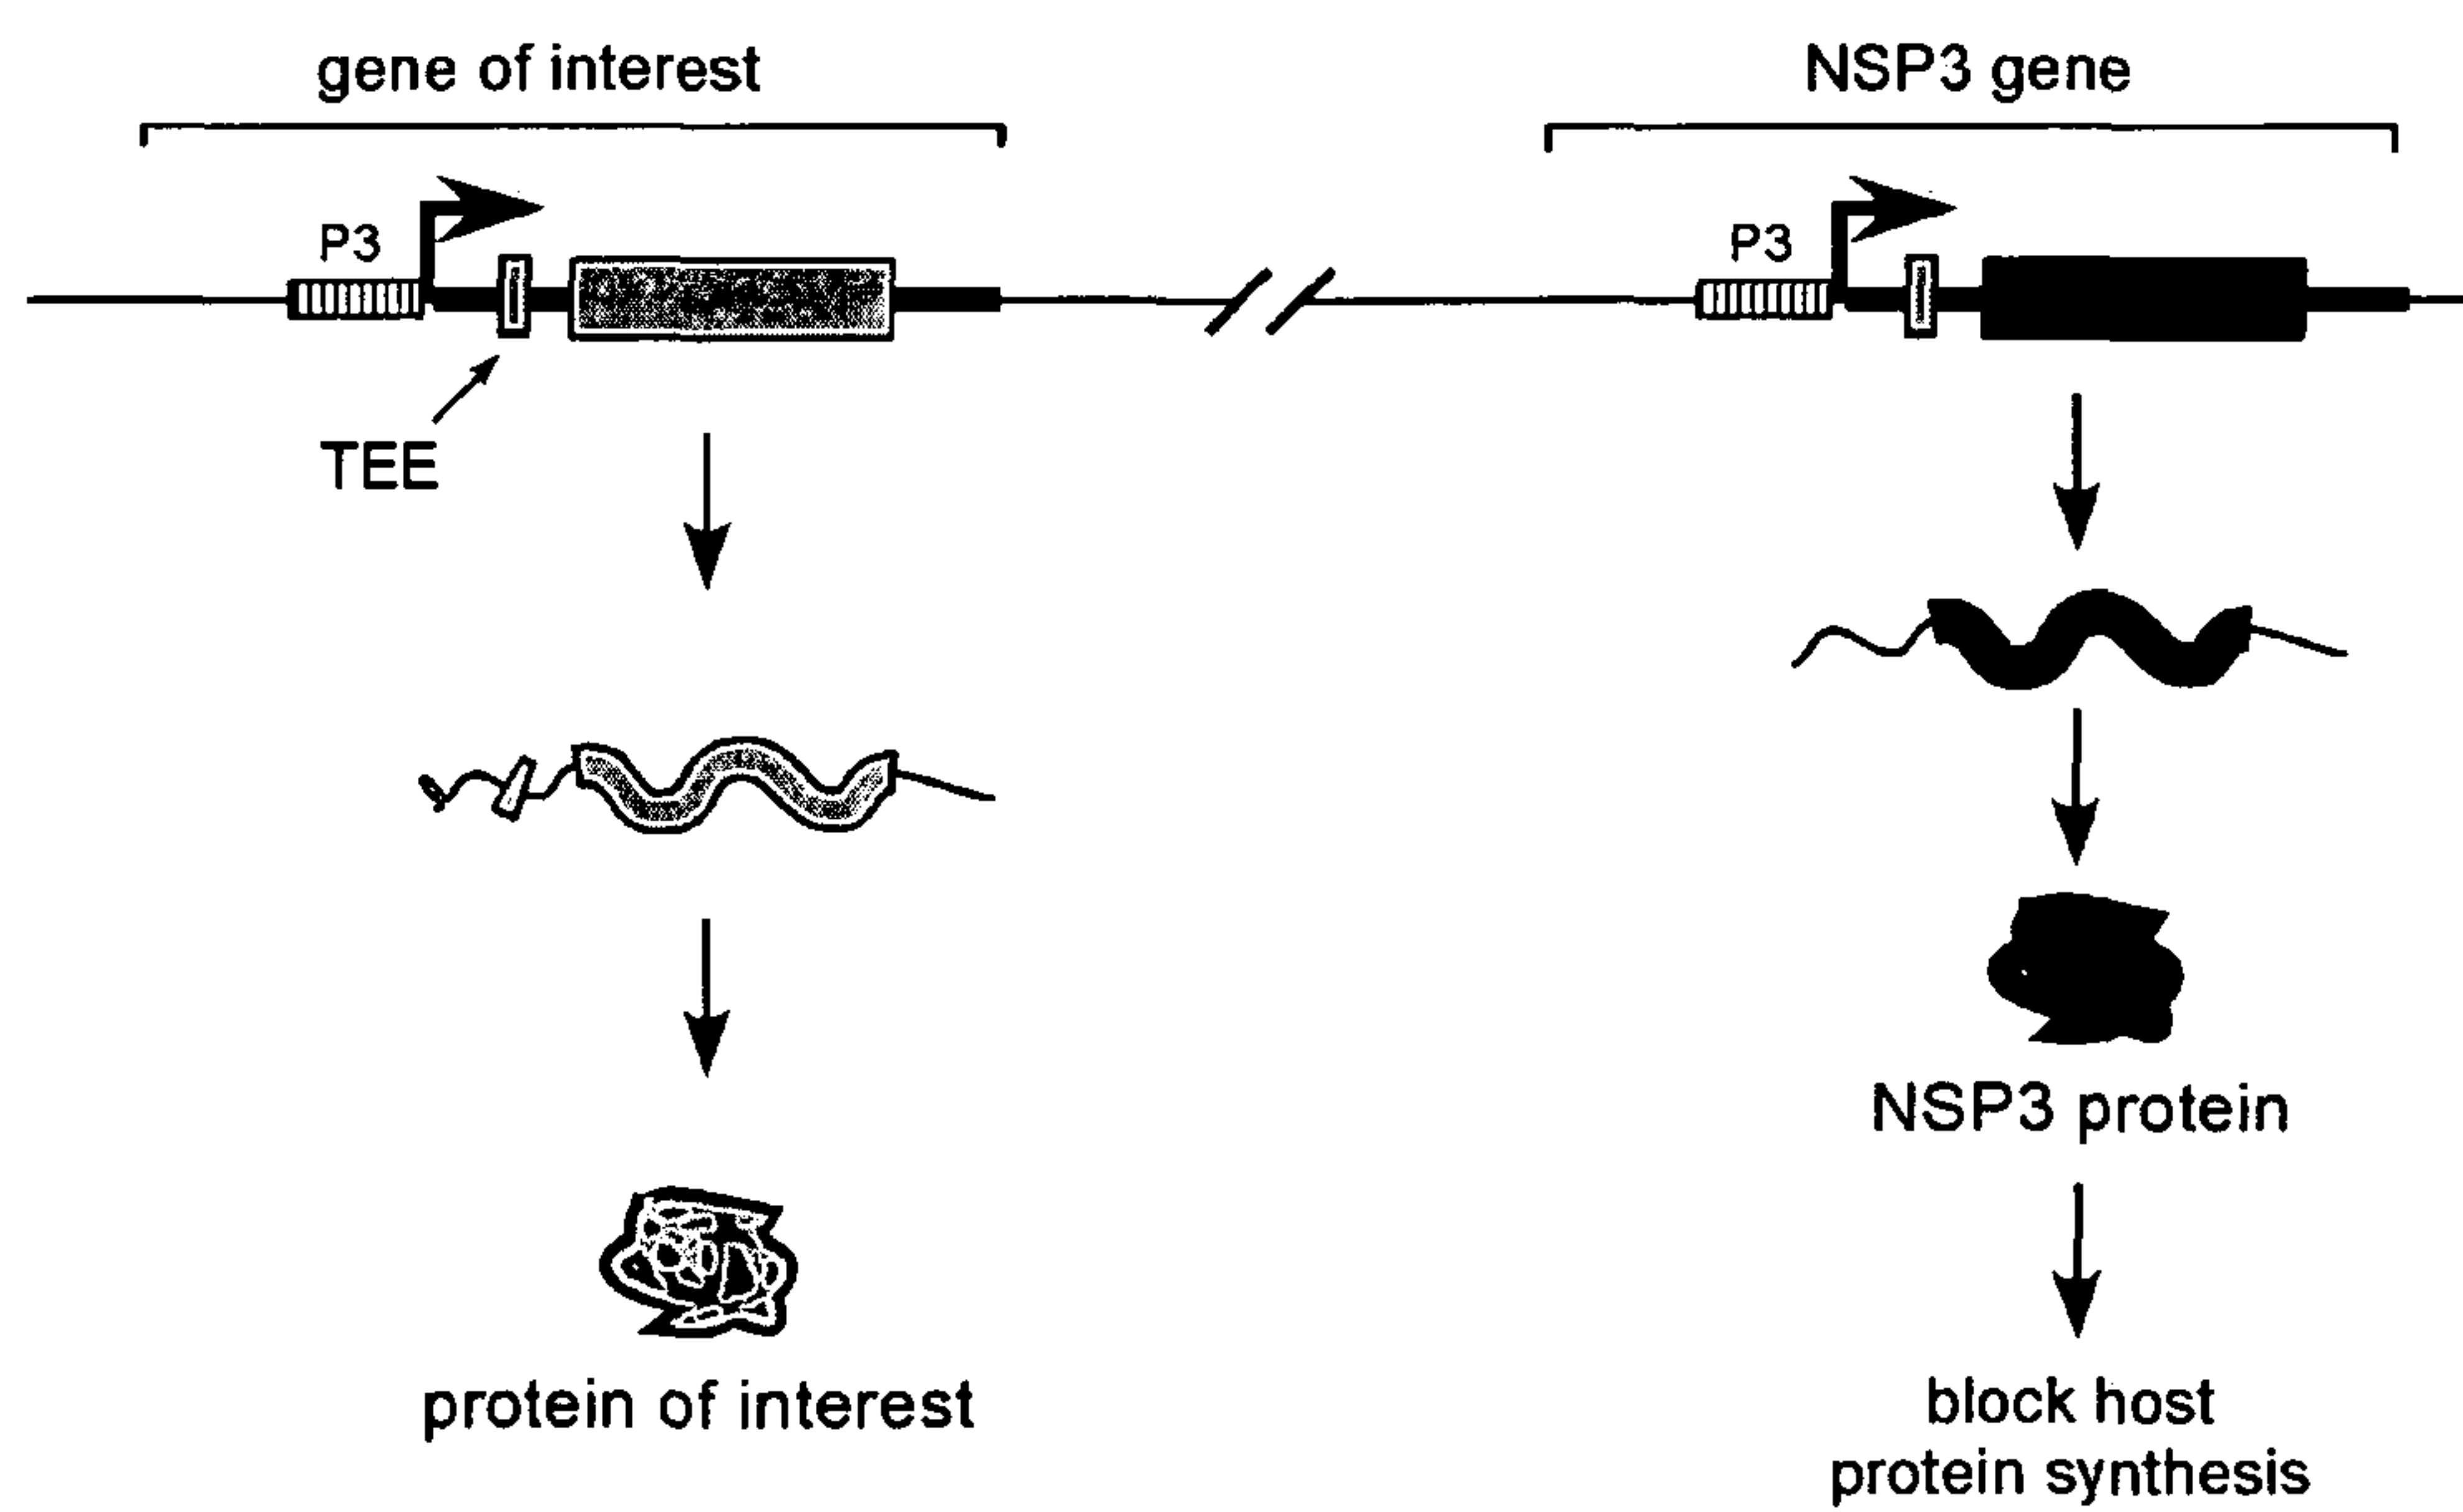 gene of interest
NSP3 gene
P3
P3
TEE
NSP3 protein
protein of interest
block host
protein synthesis